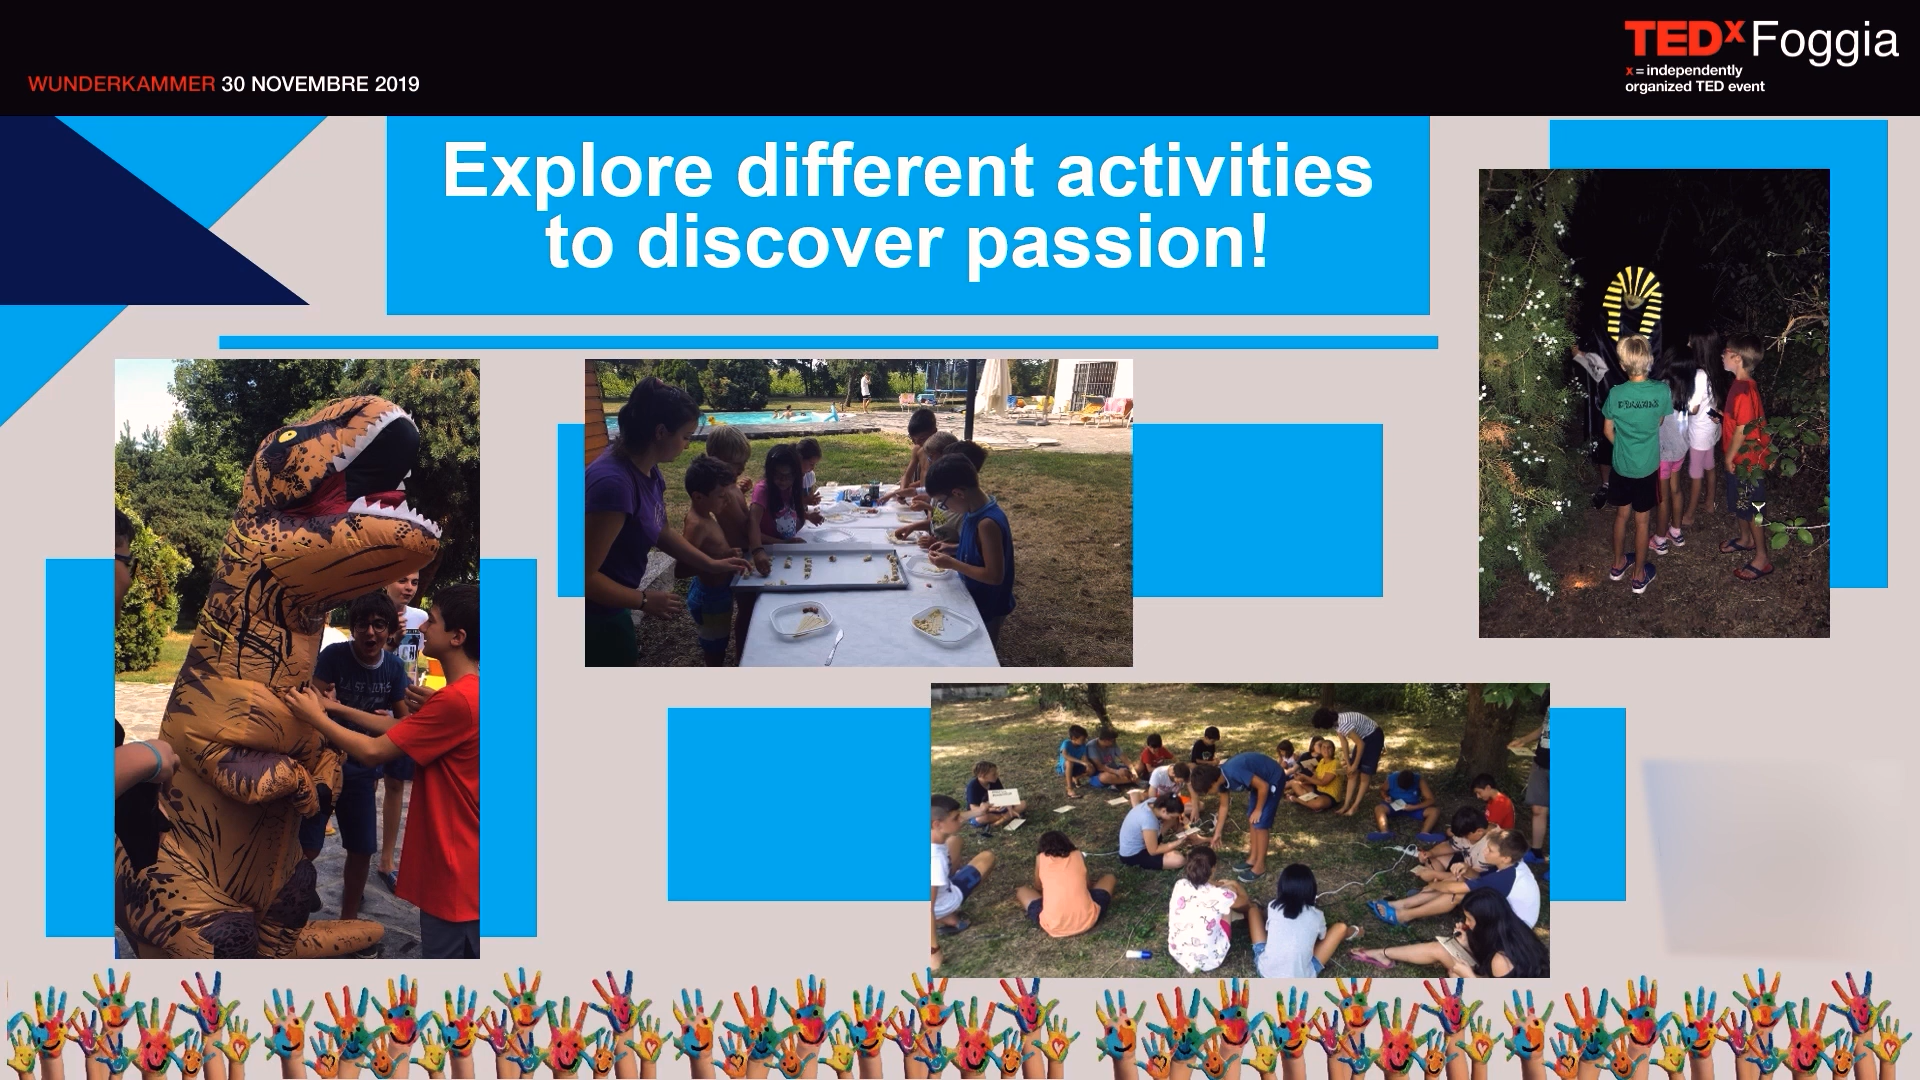 WUNDERKAMMER 30 NOVEMBRE 2019
TEDx Foggia
x = independently
organized TED event
Explore different activities
to discover passion!